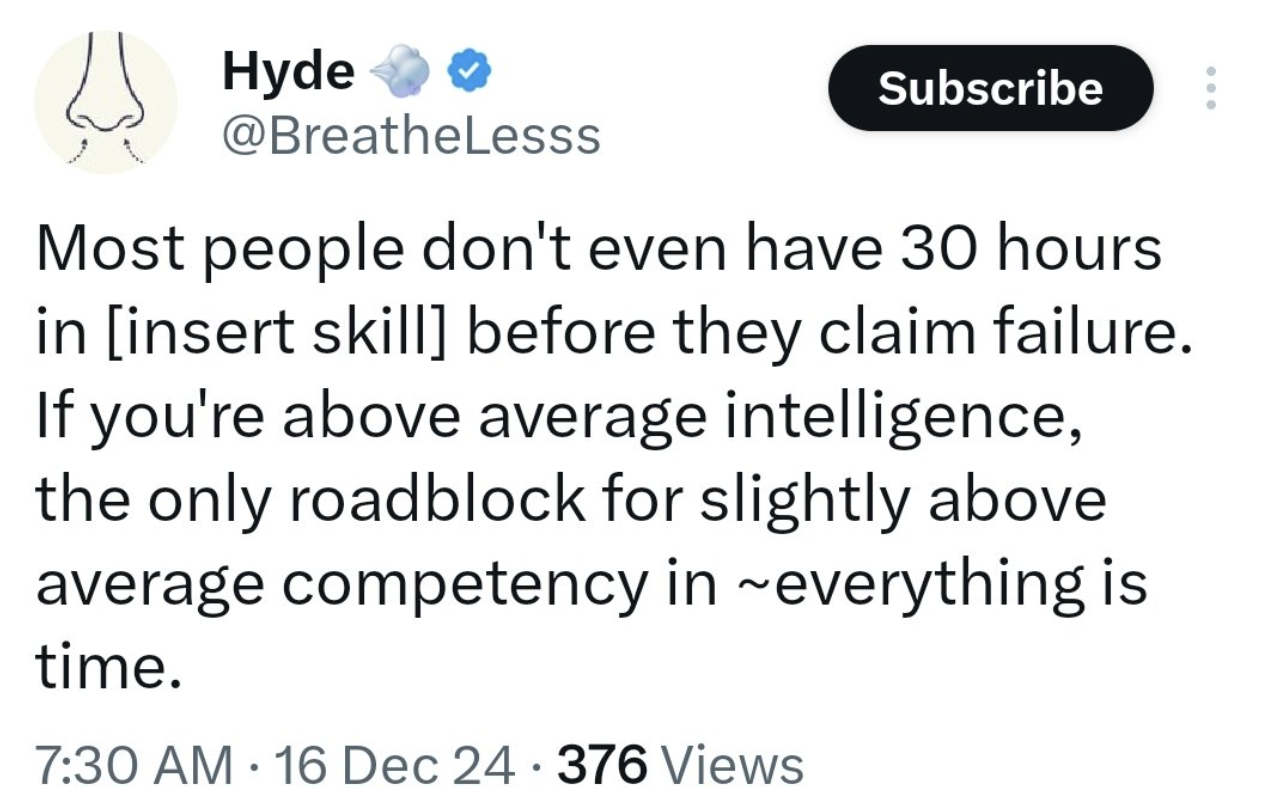 Hyde 💨
@BreatheLesss
Subscribe
Most people don't even have 30 hours
in [insert skill] before they claim failure.
If you're above average intelligence,
the only roadblock for slightly above
average competency in ~everything is
time.
7:30 AM · 16 Dec 24 · 376 Views